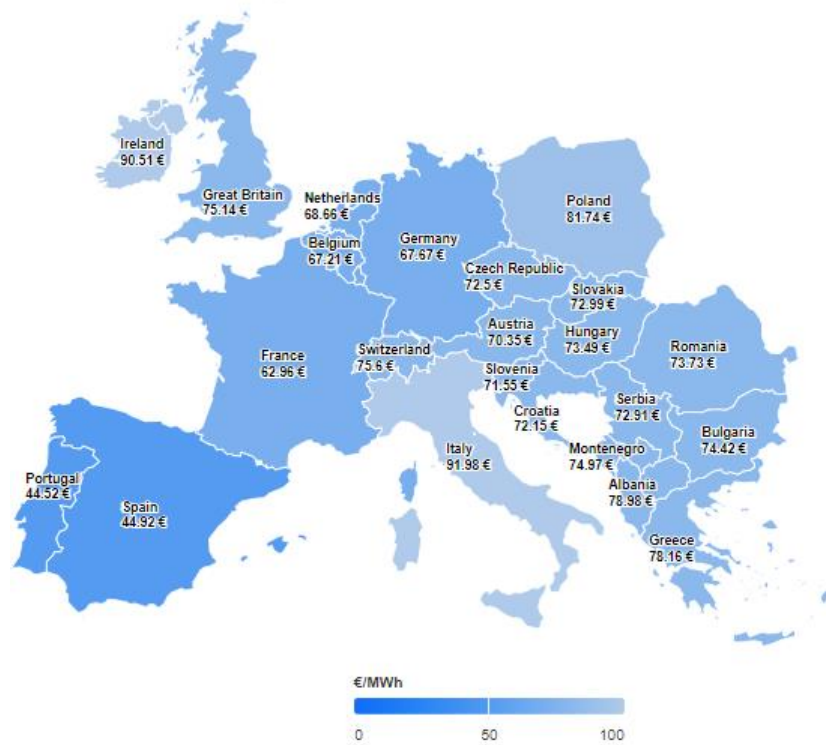 Ireland
90.51 €
Great Britain
75.14 €
Netherlands
68.66 €
Belgium
67.21 €
Germany
67.67 €
Poland
81.74 €
Czech Republic
72.5 €
Slovakia
72.99 €
Austria
70.35 €
Hungary
73.49 €
Romania
73.73 €
France
62.96 €
Switzerland
75.6 €
Slovenia
71.55 €
Croatia
72.15 €
Serbia
72.91 €
Bulgaria
74.42 €
Montenegro
74.97 €
Italy
91.98 €
Albania
78.98 €
Greece
78.16 €
Portugal
44.52 €
Spain
44.92 €
€/MWh
0 50 100